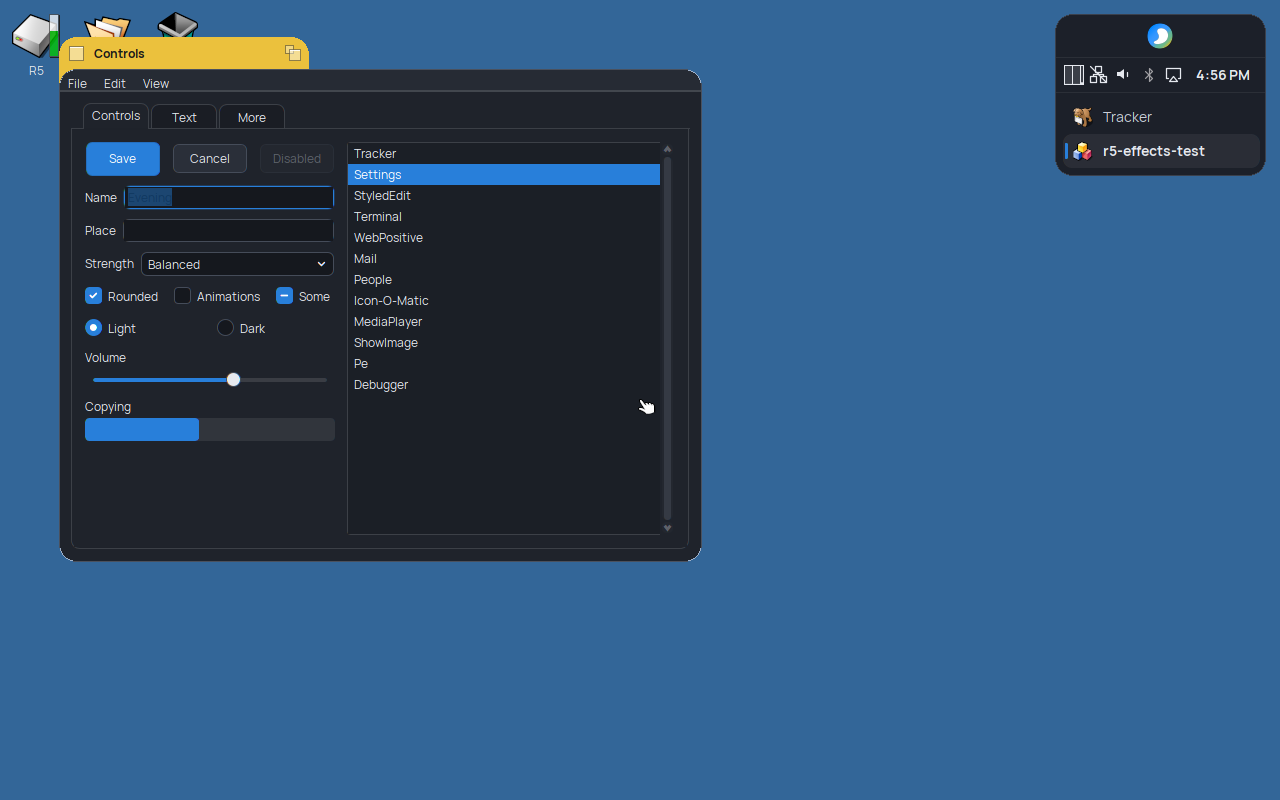 R5
Controls
File Edit View
Controls Text More
Save Cancel Disabled
Name Evening
Place
Strength Balanced
Rounded Animations Some
Light Dark
Volume
Copying
Tracker
Settings
StyledEdit
Terminal
WebPositive
Mail
People
Icon-O-Matic
MediaPlayer
ShowImage
Pe
Debugger
4:56 PM
Tracker
r5-effects-test